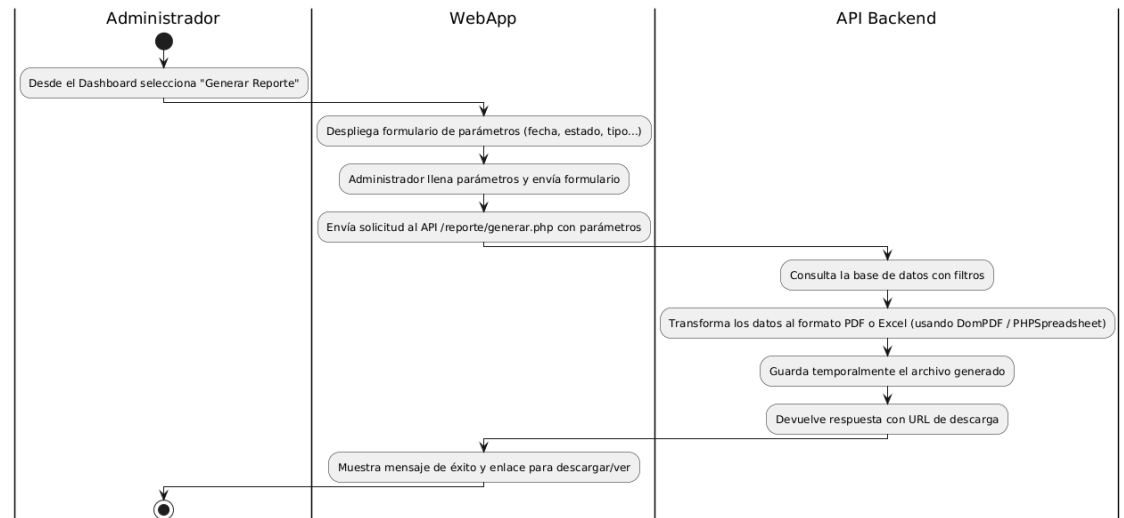 Administrador
WebApp
API Backend
Desde el Dashboard selecciona "Generar Reporte"
Despliega formulario de parámetros (fecha, estado, tipo...)
Administrador llena parámetros y envía formulario
Envía solicitud al API /reporte/generar.php con parámetros
Consulta la base de datos con filtros
Transforma los datos al formato PDF o Excel (usando DomPDF / PHPSpreadsheet)
Guarda temporalmente el archivo generado
Devuelve respuesta con URL de descarga
Muestra mensaje de éxito y enlace para descargar/ver